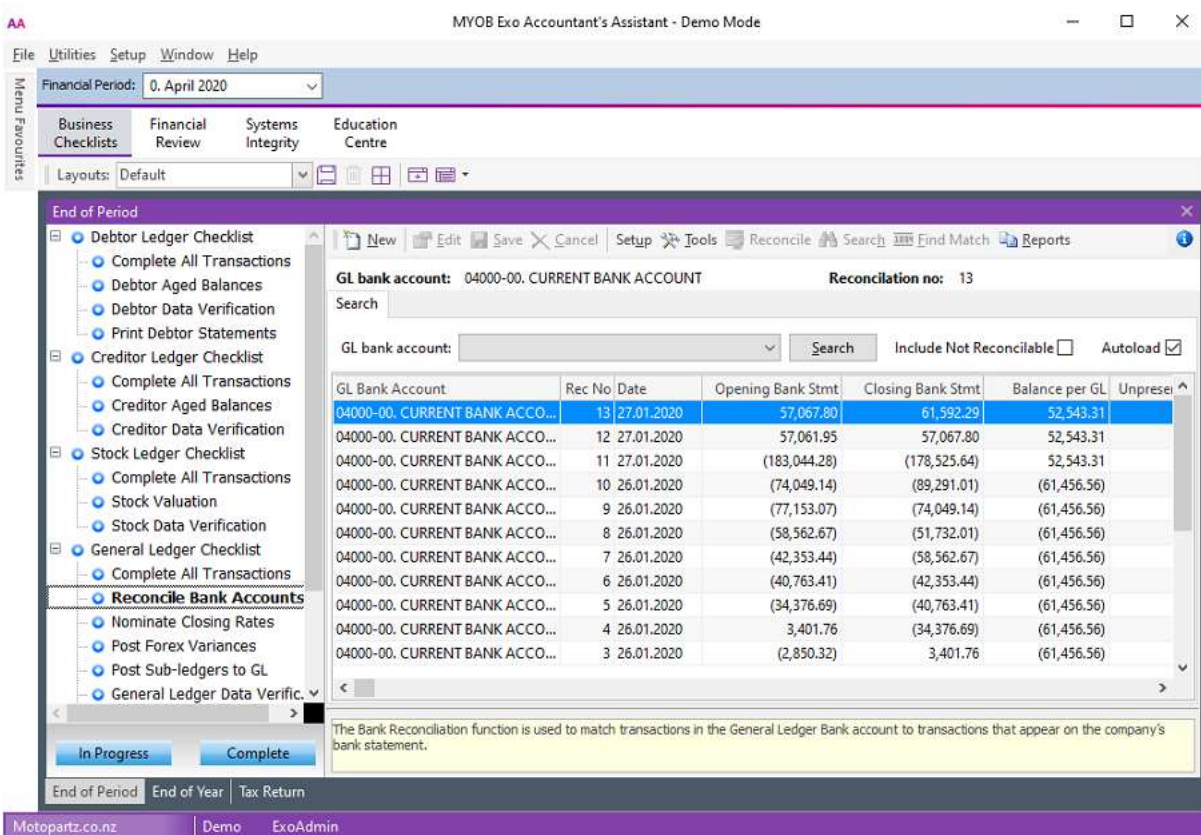 AA MYOB Exo Accountant's Assistant - Demo Mode
File Utilities Setup Window Help
Menu Favourites
Financial Period: 0. April 2020
Business Checklists Financial Review Systems Integrity Education Centre
Layouts: Default
End of Period
Debtor Ledger Checklist
Complete All Transactions
Debtor Aged Balances
Debtor Data Verification
Print Debtor Statements
Creditor Ledger Checklist
Complete All Transactions
Creditor Aged Balances
Creditor Data Verification
Stock Ledger Checklist
Complete All Transactions
Stock Valuation
Stock Data Verification
General Ledger Checklist
Complete All Transactions
Reconcile Bank Accounts
Nominate Closing Rates
Post Forex Variances
Post Sub-ledgers to GL
General Ledger Data Verific.
In Progress Complete
New Edit Save Cancel Setup Tools Reconcile Search Find Match Reports
GL bank account: 04000-00. CURRENT BANK ACCOUNT Reconcilation no: 13
Search
GL bank account: Search Include Not Reconcilable Autoload
GL Bank Account Rec No Date Opening Bank Stmt Closing Bank Stmt Balance per GL Unpreser
04000-00. CURRENT BANK ACCO... 13 27.01.2020 57,067.80 61,592.29 52,543.31
04000-00. CURRENT BANK ACCO... 12 27.01.2020 57,061.95 57,067.80 52,543.31
04000-00. CURRENT BANK ACCO... 11 27.01.2020 (183,044.28) (178,525.64) 52,543.31
04000-00. CURRENT BANK ACCO... 10 26.01.2020 (74,049.14) (89,291.01) (61,456.56)
04000-00. CURRENT BANK ACCO... 9 26.01.2020 (77,153.07) (74,049.14) (61,456.56)
04000-00. CURRENT BANK ACCO... 8 26.01.2020 (58,562.67) (51,732.01) (61,456.56)
04000-00. CURRENT BANK ACCO... 7 26.01.2020 (42,353.44) (58,562.67) (61,456.56)
04000-00. CURRENT BANK ACCO... 6 26.01.2020 (40,763.41) (42,353.44) (61,456.56)
04000-00. CURRENT BANK ACCO... 5 26.01.2020 (34,376.69) (40,763.41) (61,456.56)
04000-00. CURRENT BANK ACCO... 4 26.01.2020 3,401.76 (34,376.69) (61,456.56)
04000-00. CURRENT BANK ACCO... 3 26.01.2020 (2,850.32) 3,401.76 (61,456.56)
The Bank Reconciliation function is used to match transactions in the General Ledger Bank account to transactions that appear on the company's
bank statement.
End of Period End of Year Tax Return
Motopartz.co.nz Demo ExoAdmin